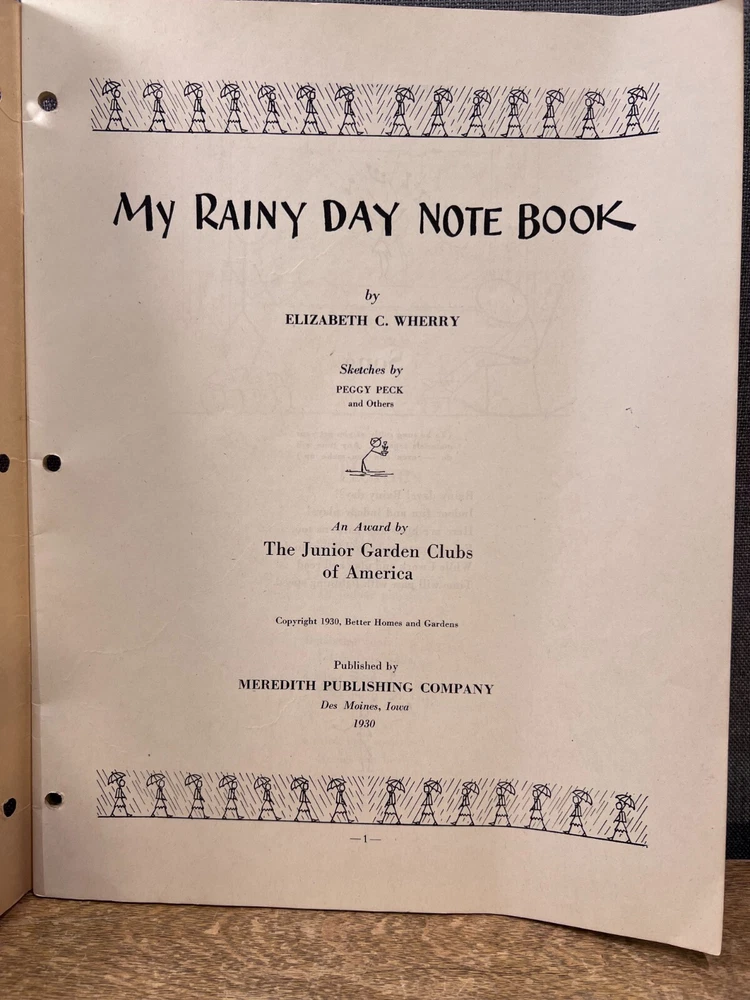 My RAINY DAY NOTE BOOK
by
ELIZABETH C. WHERRY
Sketches by
PEGGY PECK
and Others
An Award by
The Junior Garden Clubs
of America
Copyright 1930, Better Homes and Gardens
Published by
MEREDITH PUBLISHING COMPANY
Des Moines, Iowa
1930
—1—